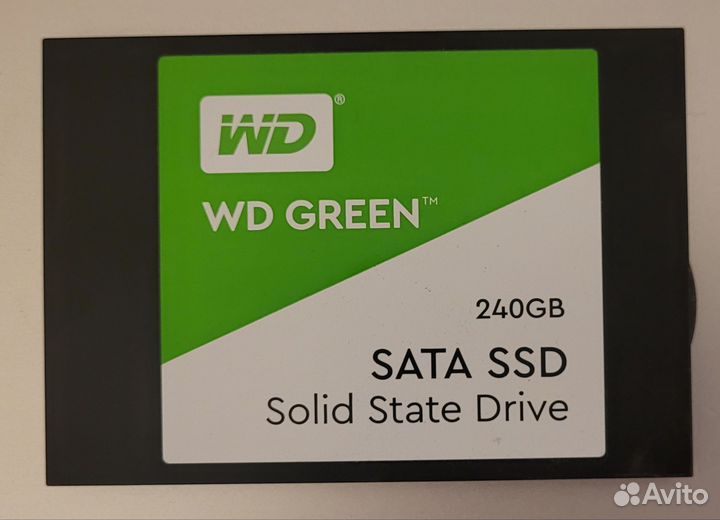 WD®
WD GREEN™
240GB
SATA SSD
Solid State Drive
Avito